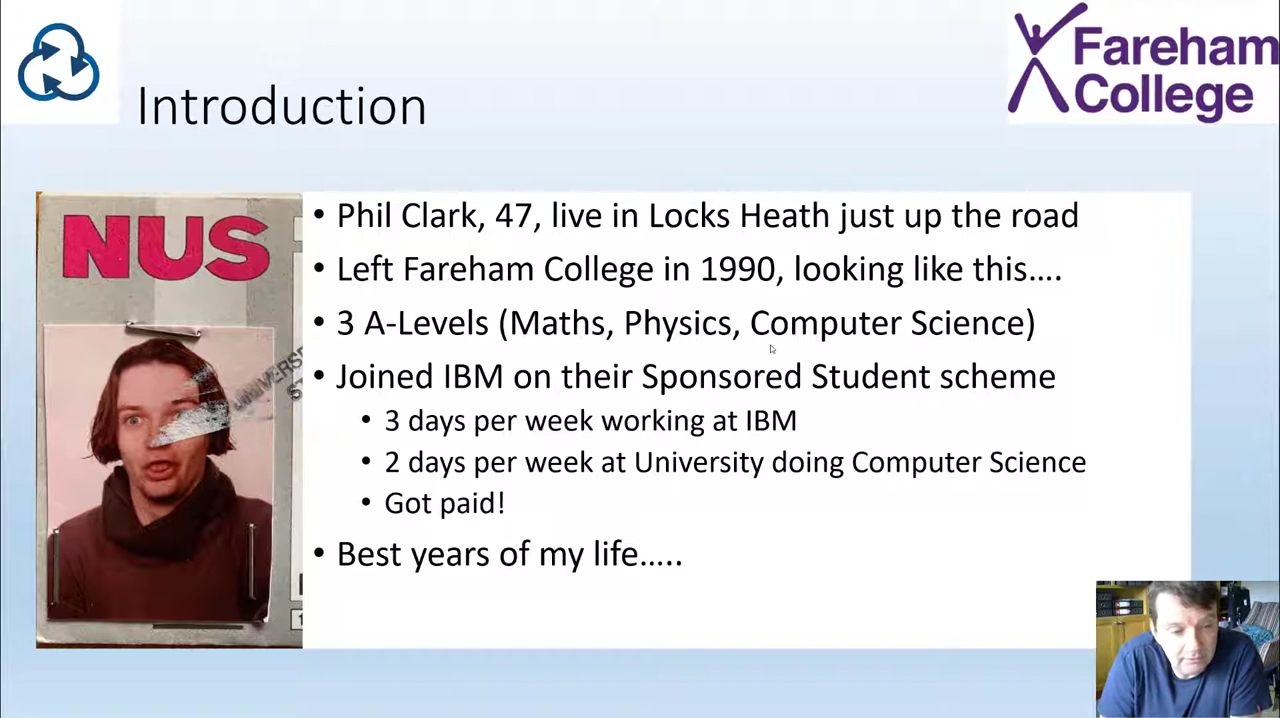 Fareham
College
Introduction
NUS
• Phil Clark, 47, live in Locks Heath just up the road
• Left Fareham College in 1990, looking like this….
• 3 A-Levels (Maths, Physics, Computer Science)
• Joined IBM on their Sponsored Student scheme
• 3 days per week working at IBM
• 2 days per week at University doing Computer Science
• Got paid!
• Best years of my life…..